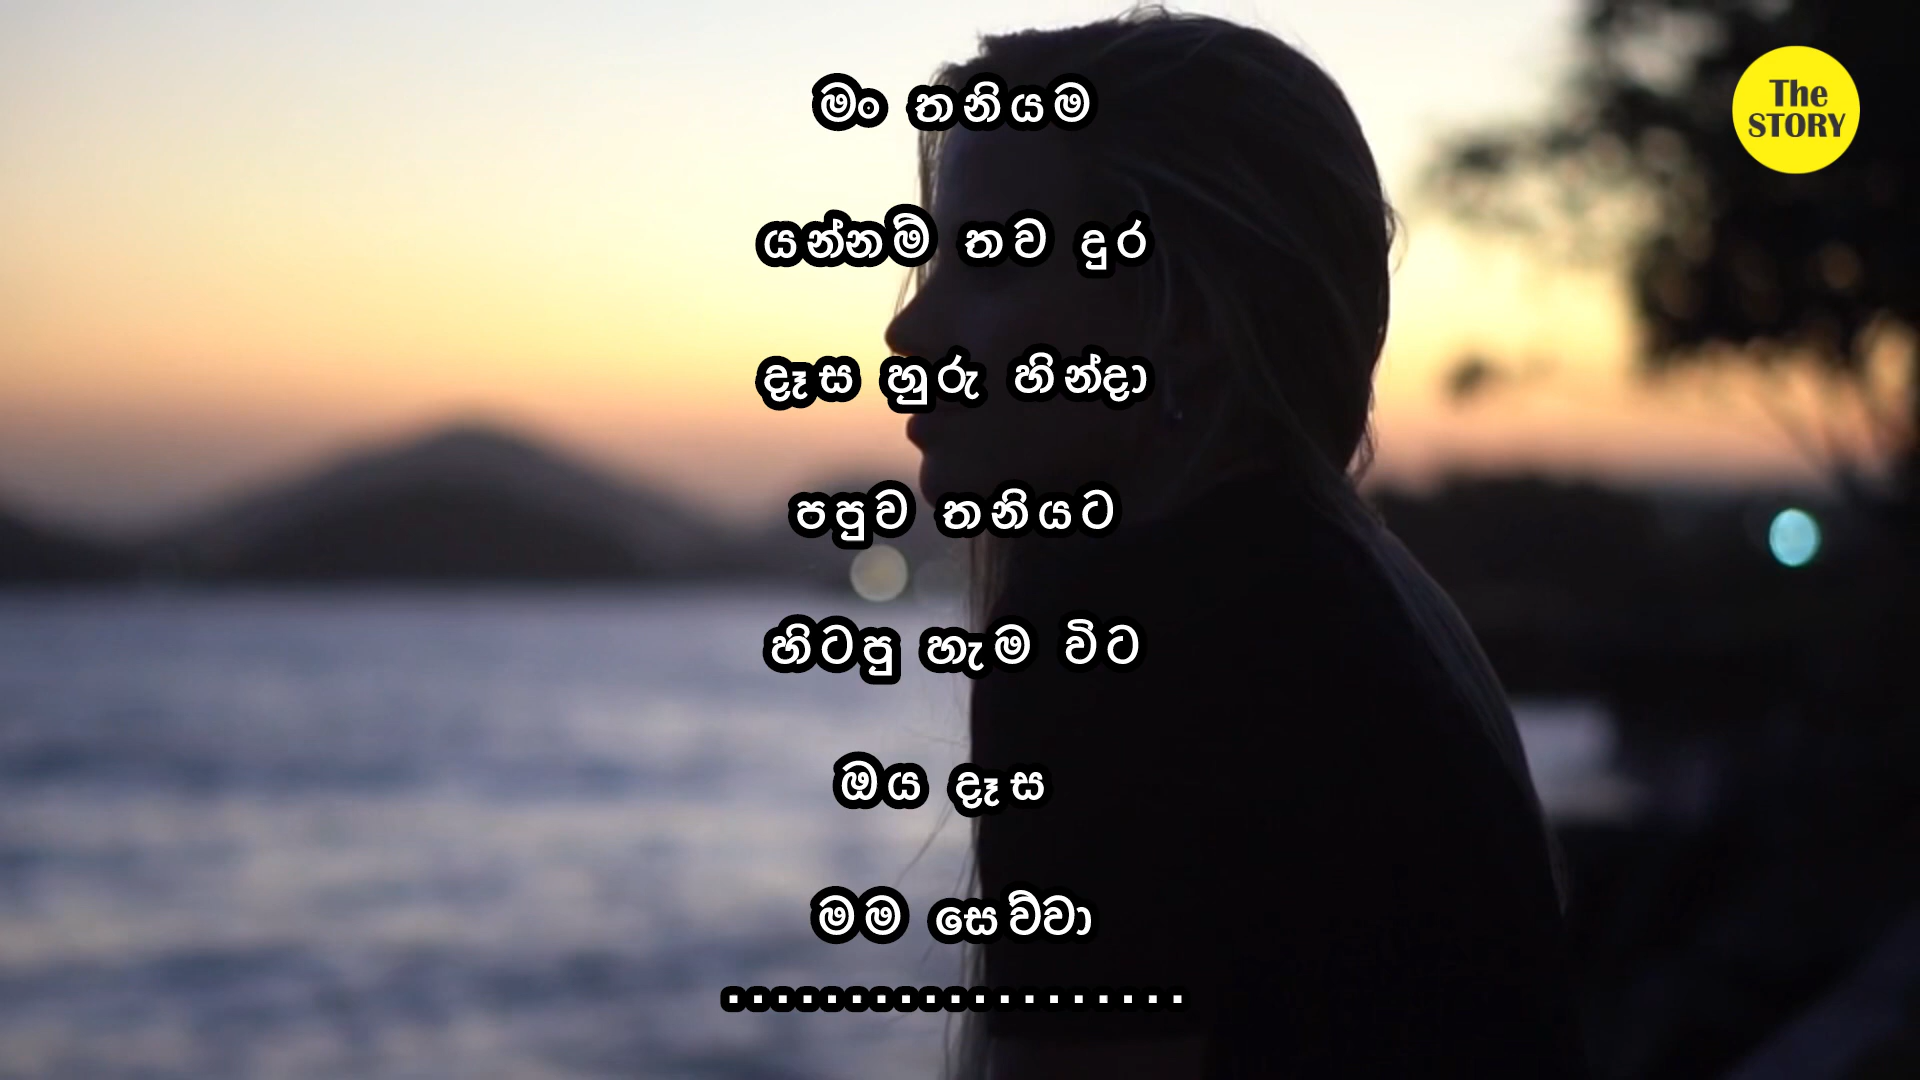 The
STORY
මං තනියම
යන්නම් තව දුර
දෑස හුරු හින්දා
පපුව තනියට
හිටපු හැම විට
ඔය දෑස
මම සෙව්වා
...................